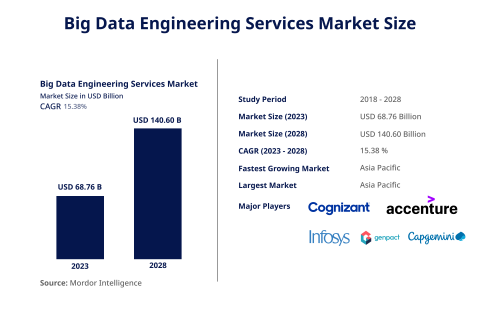 Big Data Engineering Services Market Size
Big Data Engineering Services Market
Market Size in USD Billion
CAGR 15.38%
USD 140.60 B
USD 68.76 B
2023
2028
Source: Mordor Intelligence
Study Period 2018 - 2028
Market Size (2023) USD 68.76 Billion
Market Size (2028) USD 140.60 Billion
CAGR (2023 - 2028) 15.38 %
Fastest Growing Market Asia Pacific
Largest Market Asia Pacific
Major Players Cognizant accenture
Infosys genpact Capgemini